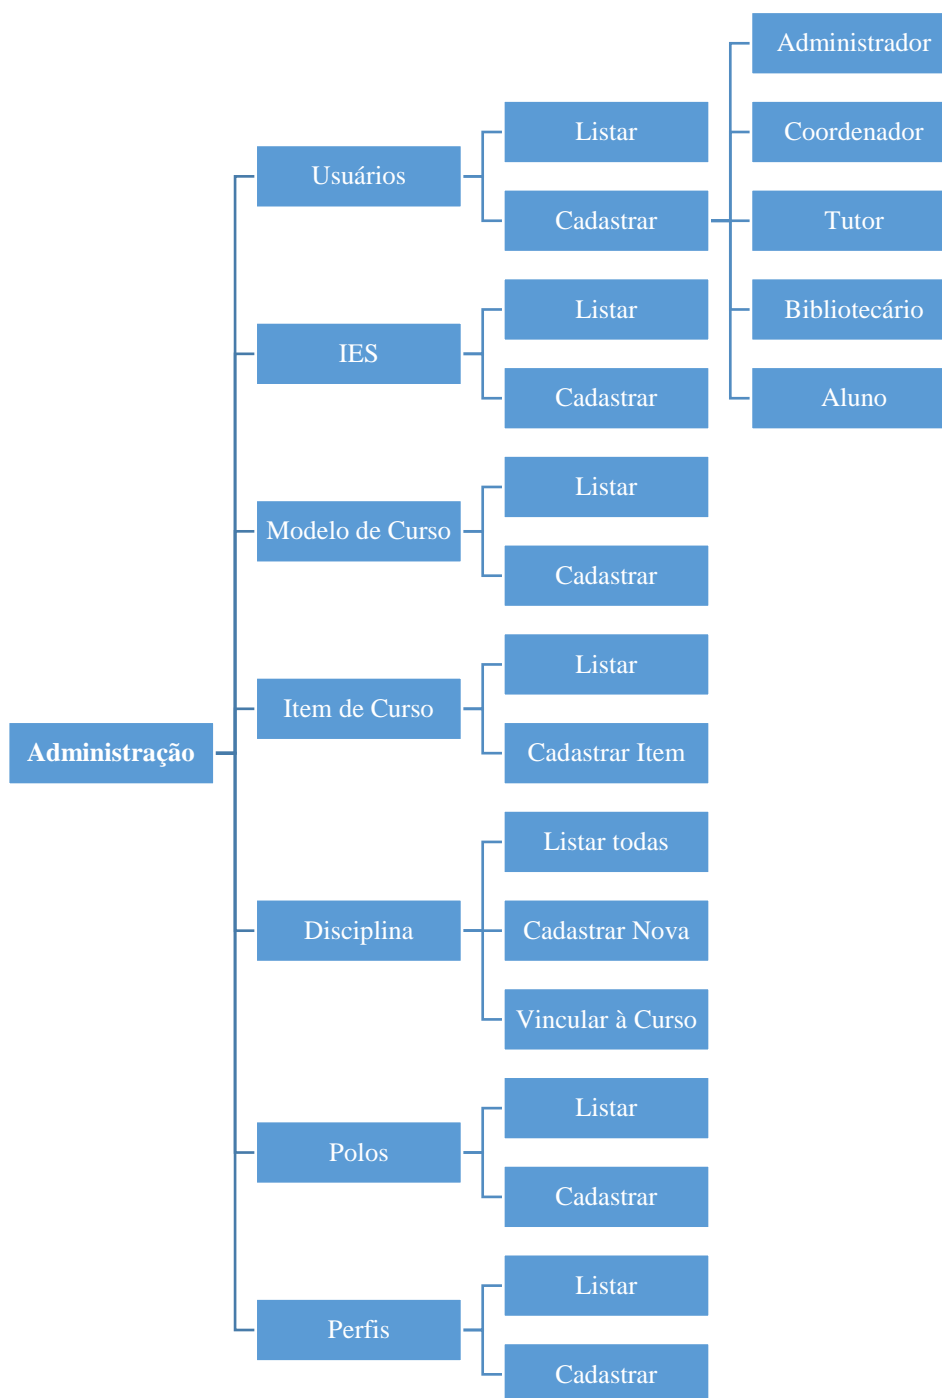 Administração
Usuários
Listar
Cadastrar
Administrador
Coordenador
Tutor
Bibliotecário
Aluno
IES
Listar
Cadastrar
Modelo de Curso
Listar
Cadastrar
Item de Curso
Listar
Cadastrar Item
Disciplina
Listar todas
Cadastrar Nova
Vincular à Curso
Polos
Listar
Cadastrar
Perfis
Listar
Cadastrar